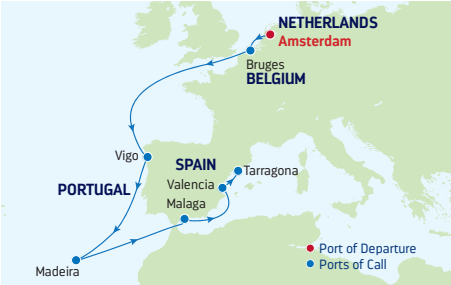 NETHERLANDS
Amsterdam
Bruges
BELGIUM
Vigo
SPAIN
Tarragona
Valencia
PORTUGAL
Malaga
Madeira
Port of Departure
Ports of Call